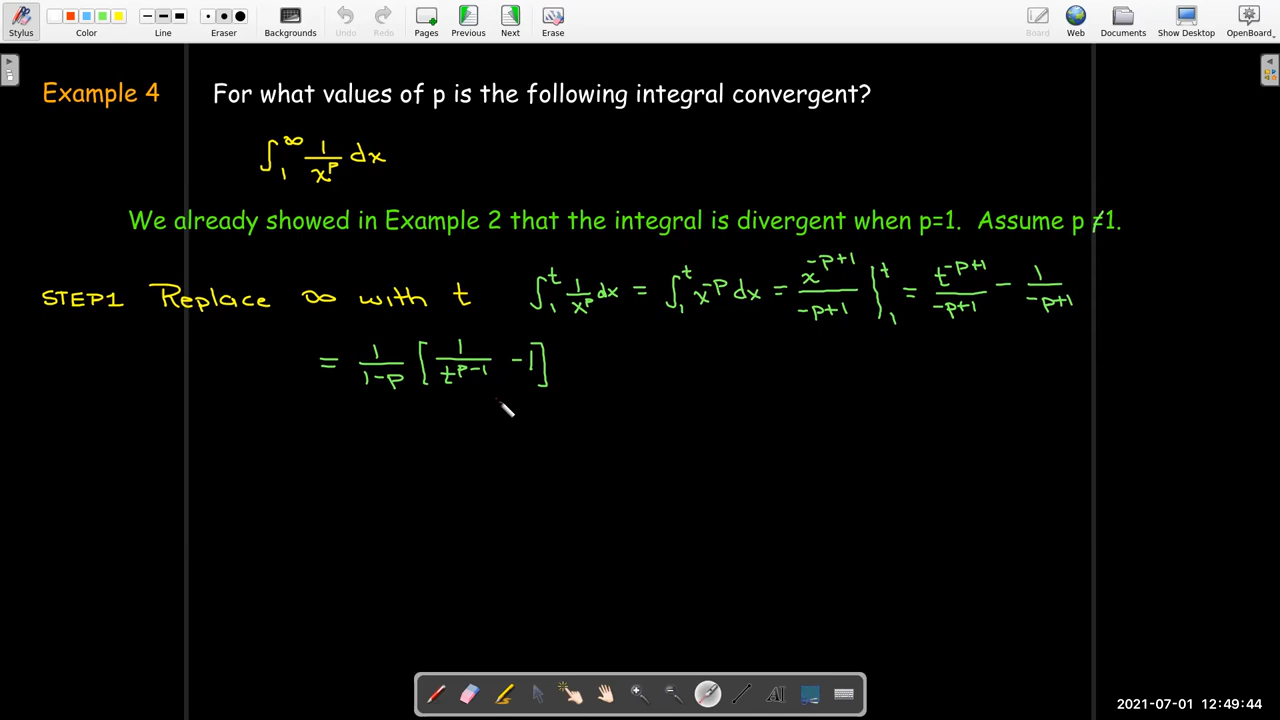 Stylus Color Line Eraser Backgrounds Undo Redo Pages Previous Next Erase Board Web Documents Show Desktop OpenBoard
Example 4 For what values of p is the following integral convergent?
∫₁^∞ 1/x^p dx
We already showed in Example 2 that the integral is divergent when p=1. Assume p ≠1.
STEP1 Replace ∞ with t ∫₁^t 1/x^p dx = ∫₁^t x^(-p) dx = x^(-p+1)/(-p+1) |₁^t = t^(-p+1)/(-p+1) - 1/(-p+1)
= 1/(1-p) [ 1/t^(p-1) -1 ]
AI
2021-07-01 12:49:44